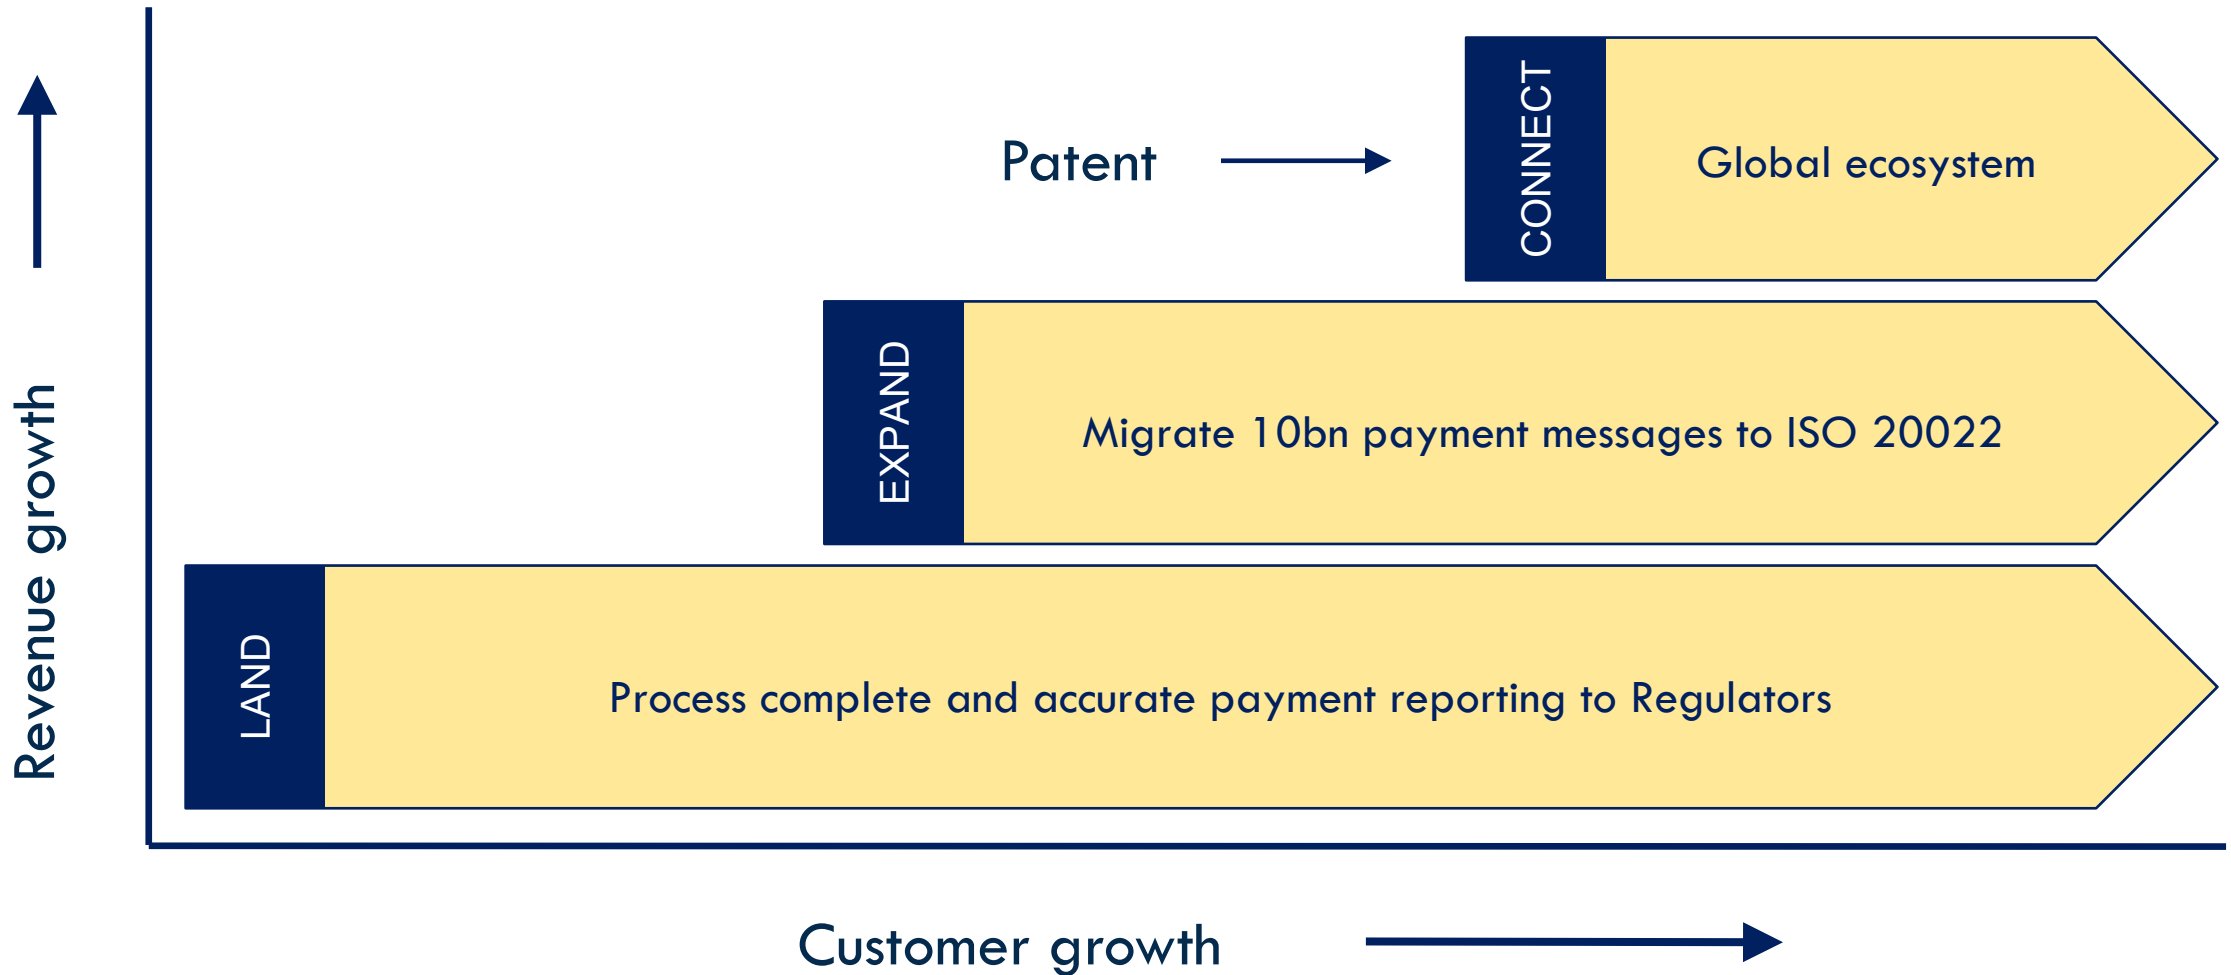 Patent
CONNECT
Global ecosystem
EXPAND
Migrate 10bn payment messages to ISO 20022
LAND
Process complete and accurate payment reporting to Regulators
Revenue growth
Customer growth